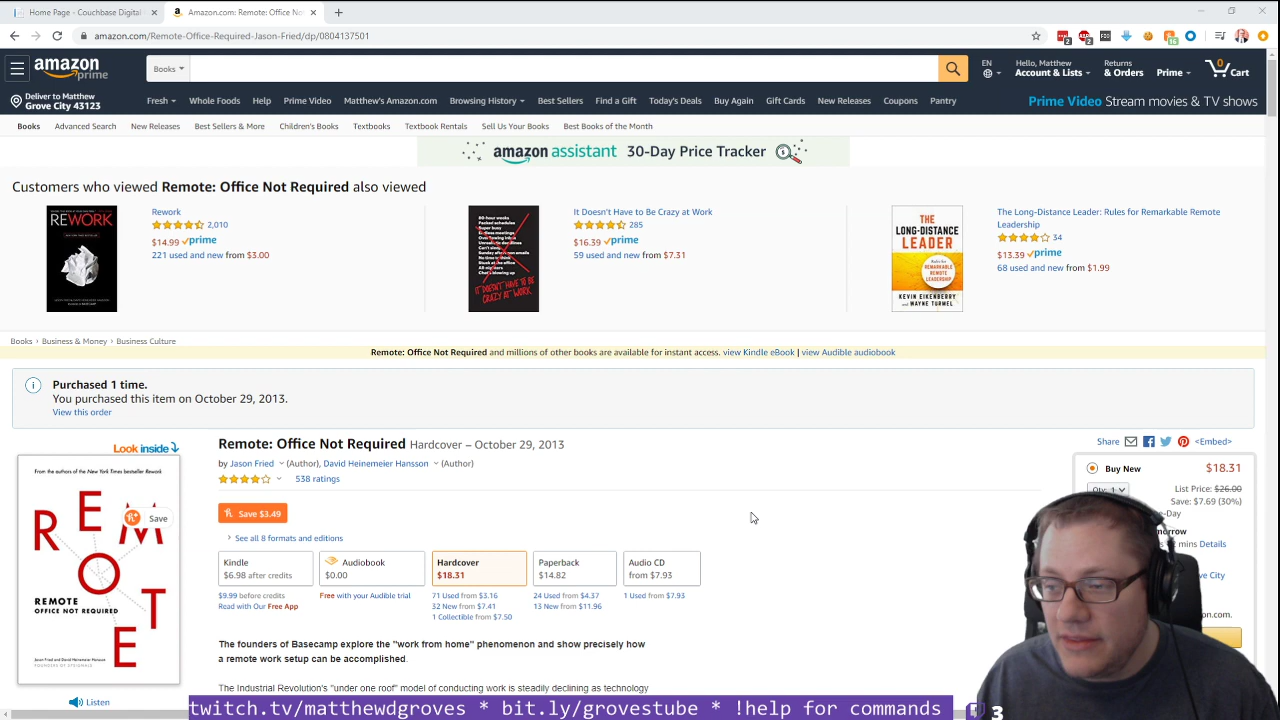 Home Page - Couchbase Digital
Amazon.com: Remote: Office Not
amazon.com/Remote-Office-Required-Jason-Fried/dp/0804137501
amazon prime
Books
EN
Hello, Matthew
Account & Lists
Returns
& Orders
Prime
0
Cart
Deliver to Matthew
Grove City 43123
Fresh
Whole Foods
Help
Prime Video
Matthew's Amazon.com
Browsing History
Best Sellers
Find a Gift
Today's Deals
Buy Again
Gift Cards
New Releases
Coupons
Pantry
Prime Video Stream movies & TV shows
Books
Advanced Search
New Releases
Best Sellers & More
Children's Books
Textbooks
Textbook Rentals
Sell Us Your Books
Best Books of the Month
amazon assistant 30-Day Price Tracker
Customers who viewed Remote: Office Not Required also viewed
REWORK
Rework
2,010
$14.99 prime
221 used and new from $3.00
IT DOESN'T HAVE TO BE CRAZY AT WORK
It Doesn't Have to Be Crazy at Work
285
$16.39 prime
59 used and new from $7.31
THE
LONG-DISTANCE
LEADER
KEVIN EIKENBERRY
AND WAYNE TURMEL
The Long-Distance Leader: Rules for Remarkable Remote
Leadership
34
$13.39 prime
68 used and new from $1.99
Books › Business & Money › Business Culture
Remote: Office Not Required and millions of other books are available for instant access. view Kindle eBook | view Audible audiobook
Purchased 1 time.
You purchased this item on October 29, 2013.
View this order
Look inside
From the authors of the New York Times bestseller Rework
REMOTE
Save
REMOTE
OFFICE NOT REQUIRED
Listen
Remote: Office Not Required Hardcover – October 29, 2013
by Jason Fried (Author), David Heinemeier Hansson (Author)
538 ratings
Save $3.49
See all 8 formats and editions
Kindle
$6.98 after credits
$9.99 before credits
Read with Our Free App
Audiobook
$0.00
Free with your Audible trial
Hardcover
$18.31
71 Used from $3.16
32 New from $7.41
1 Collectible from $7.50
Paperback
$14.82
24 Used from $4.37
13 New from $11.96
Audio CD
from $7.93
1 Used from $7.93
The founders of Basecamp explore the "work from home" phenomenon and show precisely how
a remote work setup can be accomplished.
The Industrial Revolution's "under one roof" model of conducting work is steadily declining as technology
Share
<Embed>
Buy New
$18.31
Qty: 1
List Price: $26.00
Save: $7.69 (30%)
mins Details
twitch.tv/matthewdgroves * bit.ly/grovestube * !help for commands
3